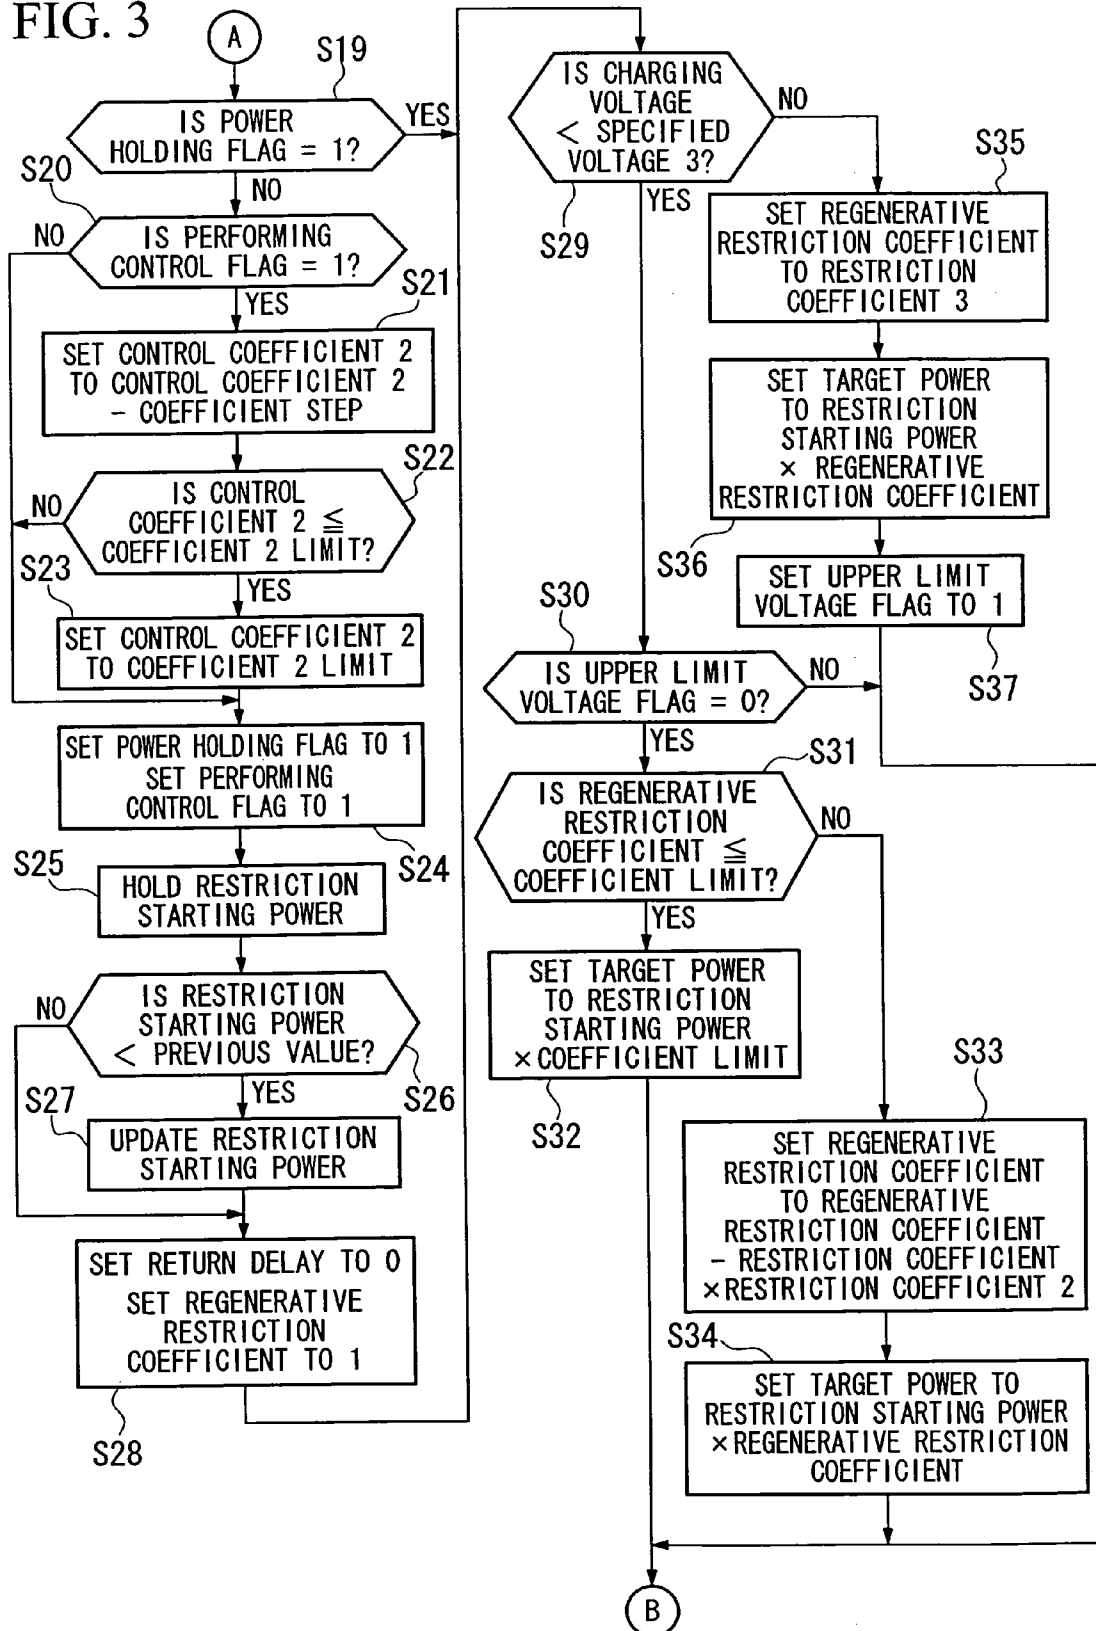 FIG. 3
A
S19
IS POWER
HOLDING FLAG = 1?
YES
NO
S20
IS PERFORMING
CONTROL FLAG = 1?
NO
YES
S21
SET CONTROL COEFFICIENT 2
TO CONTROL COEFFICIENT 2
- COEFFICIENT STEP
S22
IS CONTROL
COEFFICIENT 2 ≦
COEFFICIENT 2 LIMIT?
NO
YES
S23
SET CONTROL COEFFICIENT 2
TO COEFFICIENT 2 LIMIT
SET POWER HOLDING FLAG TO 1
SET PERFORMING
CONTROL FLAG TO 1
S24
S25
HOLD RESTRICTION
STARTING POWER
IS RESTRICTION
STARTING POWER
< PREVIOUS VALUE?
NO
S26
YES
S27
UPDATE RESTRICTION
STARTING POWER
SET RETURN DELAY TO 0
SET REGENERATIVE
RESTRICTION
COEFFICIENT TO 1
S28
IS CHARGING
VOLTAGE
< SPECIFIED
VOLTAGE 3?
NO
YES
S29
S35
SET REGENERATIVE
RESTRICTION COEFFICIENT
TO RESTRICTION
COEFFICIENT 3
SET TARGET POWER
TO RESTRICTION
STARTING POWER
× REGENERATIVE
RESTRICTION COEFFICIENT
S36
SET UPPER LIMIT
VOLTAGE FLAG TO 1
S37
S30
IS UPPER LIMIT
VOLTAGE FLAG = 0?
NO
YES
S31
IS REGENERATIVE
RESTRICTION
COEFFICIENT ≦
COEFFICIENT LIMIT?
NO
YES
SET TARGET POWER
TO RESTRICTION
STARTING POWER
×COEFFICIENT LIMIT
S32
S33
SET REGENERATIVE
RESTRICTION COEFFICIENT
TO REGENERATIVE
RESTRICTION COEFFICIENT
- RESTRICTION COEFFICIENT
×RESTRICTION COEFFICIENT 2
S34
SET TARGET POWER TO
RESTRICTION STARTING POWER
×REGENERATIVE RESTRICTION
COEFFICIENT
B